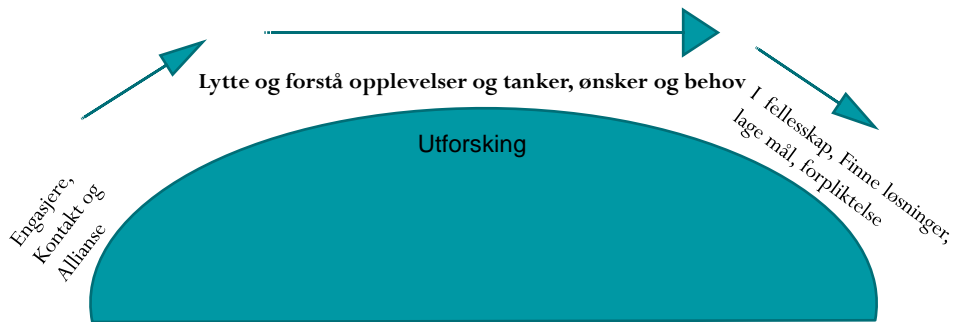 Engasjere,
Kontakt og
Allianse
Lytte og forstå opplevelser og tanker, ønsker og behov
Utforsking
I fellesskap, Finne løsninger,
lage mål, forpliktelse